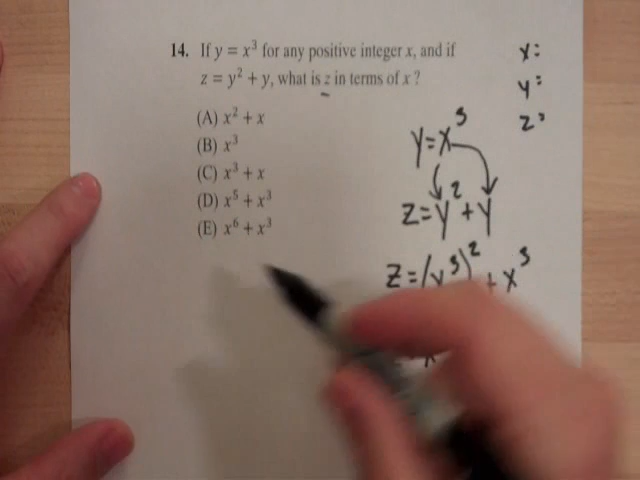 14. If y = x³ for any positive integer x, and if
z = y² + y, what is z in terms of x ?
(A) x² + x
(B) x³
(C) x³ + x
(D) x⁵ + x³
(E) x⁶ + x³
x:
y:
z:
y=x³
z=y²+y
z=(x³)²+x³
x